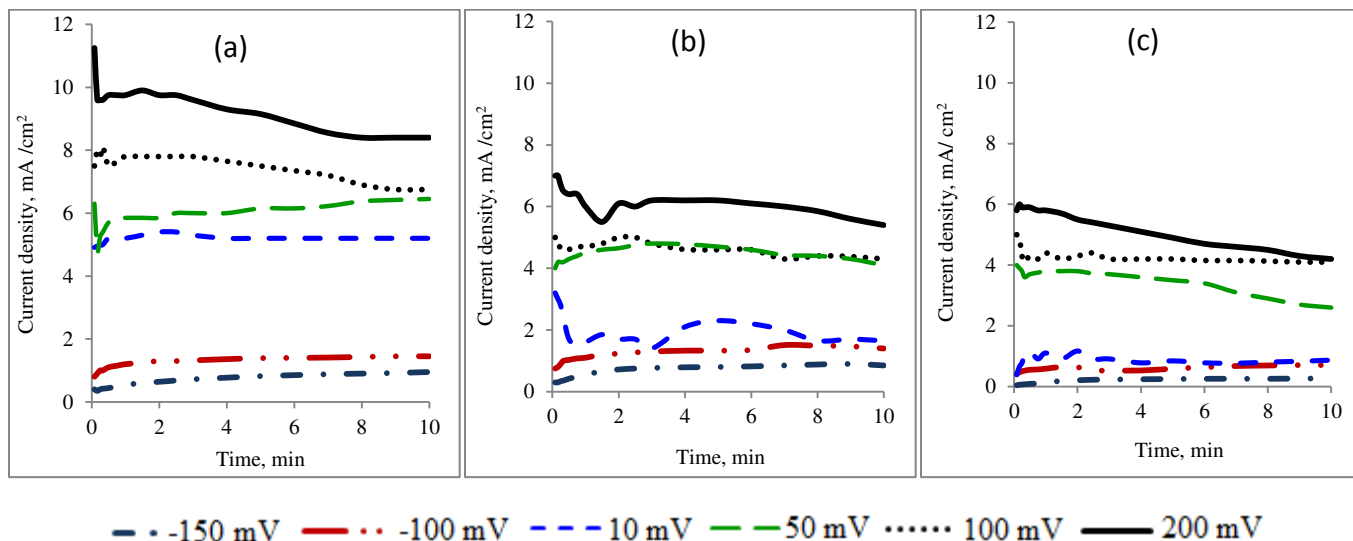 (a)
12
10
8
6
4
2
0
Current density, mA /cm²
0 2 4 6 8 10
Time, min
(b)
12
10
8
6
4
2
0
Current density, mA /cm²
0 2 4 6 8 10
Time, min
(c)
12
10
8
6
4
2
0
Current density, mA/ cm²
0 2 4 6 8 10
Time, min
-150 mV -100 mV 10 mV 50 mV 100 mV 200 mV